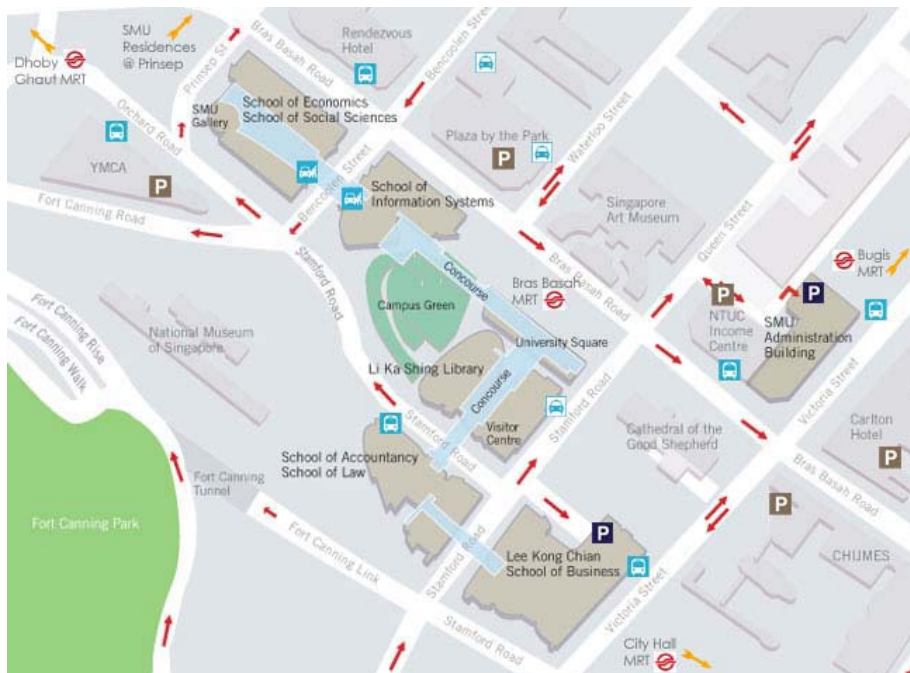 SMU
Residences
@ Prinsep
Dhoby
Ghaut MRT
Prinsep St
Bras Basah Road
Rendezvous
Hotel
Bencoolen Street
Orchard Road
SMU
Gallery
School of Economics
School of Social Sciences
Plaza by the Park
P
Waterloo Street
YMCA
P
Fort Canning Road
Bencoolen Street
School of
Information Systems
Singapore
Art Museum
Queen Street
Bugis
MRT
Stamford Road
Concourse
Campus Green
Bras Basah
MRT
Bras Basah Road
P
P
NTUC
Income
Centre
SMU
Administration
Building
Fort Canning Rise
Fort Canning Walk
National Museum
of Singapore
University Square
Li Ka Shing Library
Concourse
Visitor
Centre
Stamford Road
Victoria Street
Carlton
Hotel
P
Stamford Road
Cathedral of the
Good Shepherd
School of Accountancy
School of Law
Bras Basah Road
Fort Canning
Tunnel
Fort Canning Park
Fort Canning Link
Stamford Road
P
P
Lee Kong Chian
School of Business
CHIJMES
Victoria Street
Stamford Road
City Hall
MRT